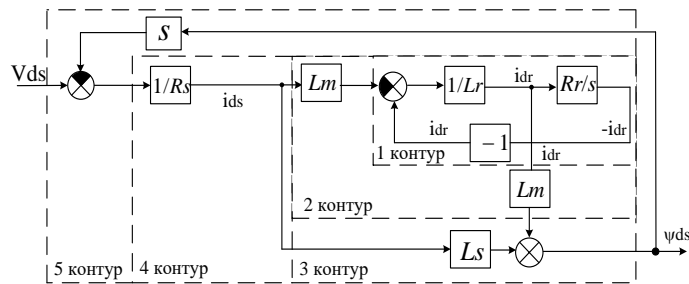 s
Vds
1/Rs
ids
Lm
1/Lr
idr
Rr/s
idr
– 1
-idr
1 контур
idr
Lm
2 контур
Ls
ψds
5 контур
4 контур
3 контур